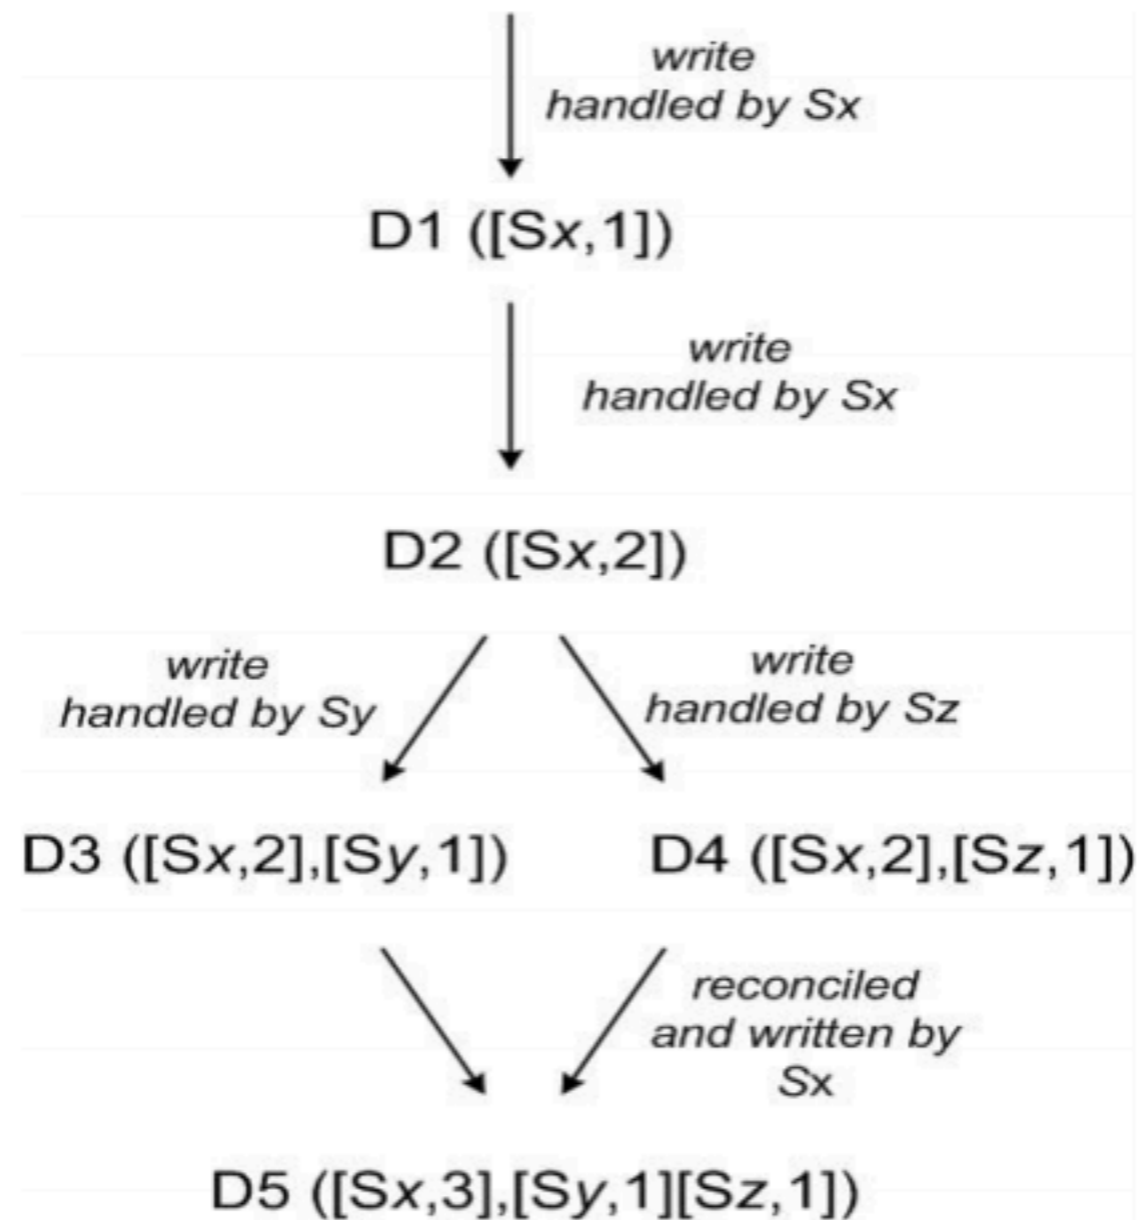 write
handled by Sx
D1 ([Sx,1])
write
handled by Sx
D2 ([Sx,2])
write
handled by Sy
write
handled by Sz
D3 ([Sx,2],[Sy,1])
D4 ([Sx,2],[Sz,1])
reconciled
and written by
Sx
D5 ([Sx,3],[Sy,1][Sz,1])